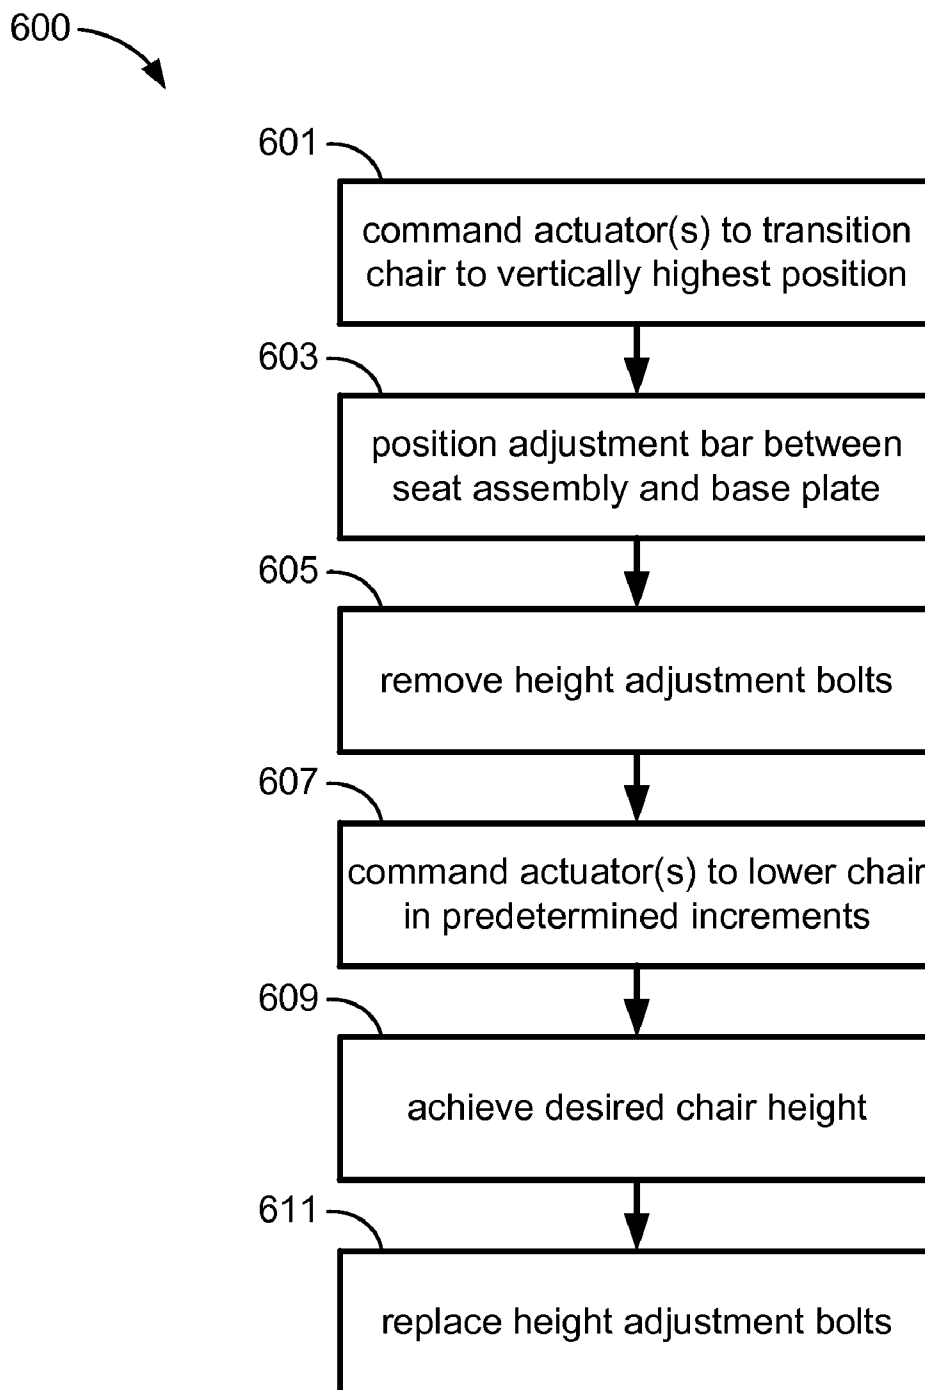 600
601
command actuator(s) to transition
chair to vertically highest position
603
position adjustment bar between
seat assembly and base plate
605
remove height adjustment bolts
607
command actuator(s) to lower chair
in predetermined increments
609
achieve desired chair height
611
replace height adjustment bolts